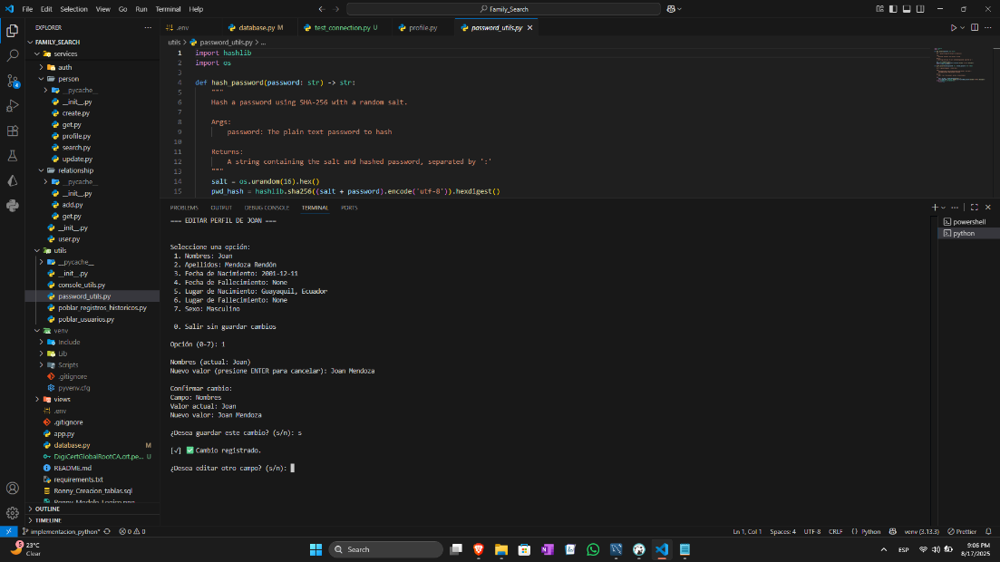 File Edit Selection View Go Run Terminal Help
Family_Search
EXPLORER
FAMILY_SEARCH
services
auth
person
__pycache__
__init__.py
create.py
get.py
profile.py
search.py
update.py
relationship
__pycache__
__init__.py
add.py
get.py
__init__.py
user.py
utils
__pycache__
__init__.py
console_utils.py
password_utils.py
poblar_registros_historicos.py
poblar_usuarios.py
venv
Include
Lib
Scripts
.gitignore
pyvenv.cfg
views
.env
.gitignore
app.py
database.py M
DigiCertGlobalRootCA.crt.pe... U
README.md
requirements.txt
Ronny_Creacion_tablas.sql
Ronny_Modelo_Logico.png
OUTLINE
TIMELINE
.env
database.py M
test_connection.py U
profile.py
password_utils.py
utils > password_utils.py > ...
1 import hashlib
2 import os
3
4 def hash_password(password: str) -> str:
5 """
6 Hash a password using SHA-256 with a random salt.
7
8 Args:
9 password: The plain text password to hash
10
11 Returns:
12 A string containing the salt and hashed password, separated by ':'
13 """
14 salt = os.urandom(16).hex()
15 pwd_hash = hashlib.sha256((salt + password).encode('utf-8')).hexdigest()
PROBLEMS OUTPUT DEBUG CONSOLE TERMINAL PORTS
=== EDITAR PERFIL DE JOAN ===
Seleccione una opción:
1. Nombres: Joan
2. Apellidos: Mendoza Rendón
3. Fecha de Nacimiento: 2001-12-11
4. Fecha de Fallecimiento: None
5. Lugar de Nacimiento: Guayaquil, Ecuador
6. Lugar de Fallecimiento: None
7. Sexo: Masculino
0. Salir sin guardar cambios
Opción (0-7): 1
Nombres (actual: Joan)
Nuevo valor (presione ENTER para cancelar): Joan Mendoza
Confirmar cambio:
Campo: Nombres
Valor actual: Joan
Nuevo valor: Joan Mendoza
¿Desea guardar este cambio? (s/n): s
[√] ✅ Cambio registrado.
¿Desea editar otro campo? (s/n):
powershell
python
4
implementacion_python*
0 0
Ln 1, Col 1 Spaces: 4 UTF-8 CRLF {} Python venv (3.13.3) Prettier
5
23°C
Clear
Search
ESP
9:06 PM
8/17/2025